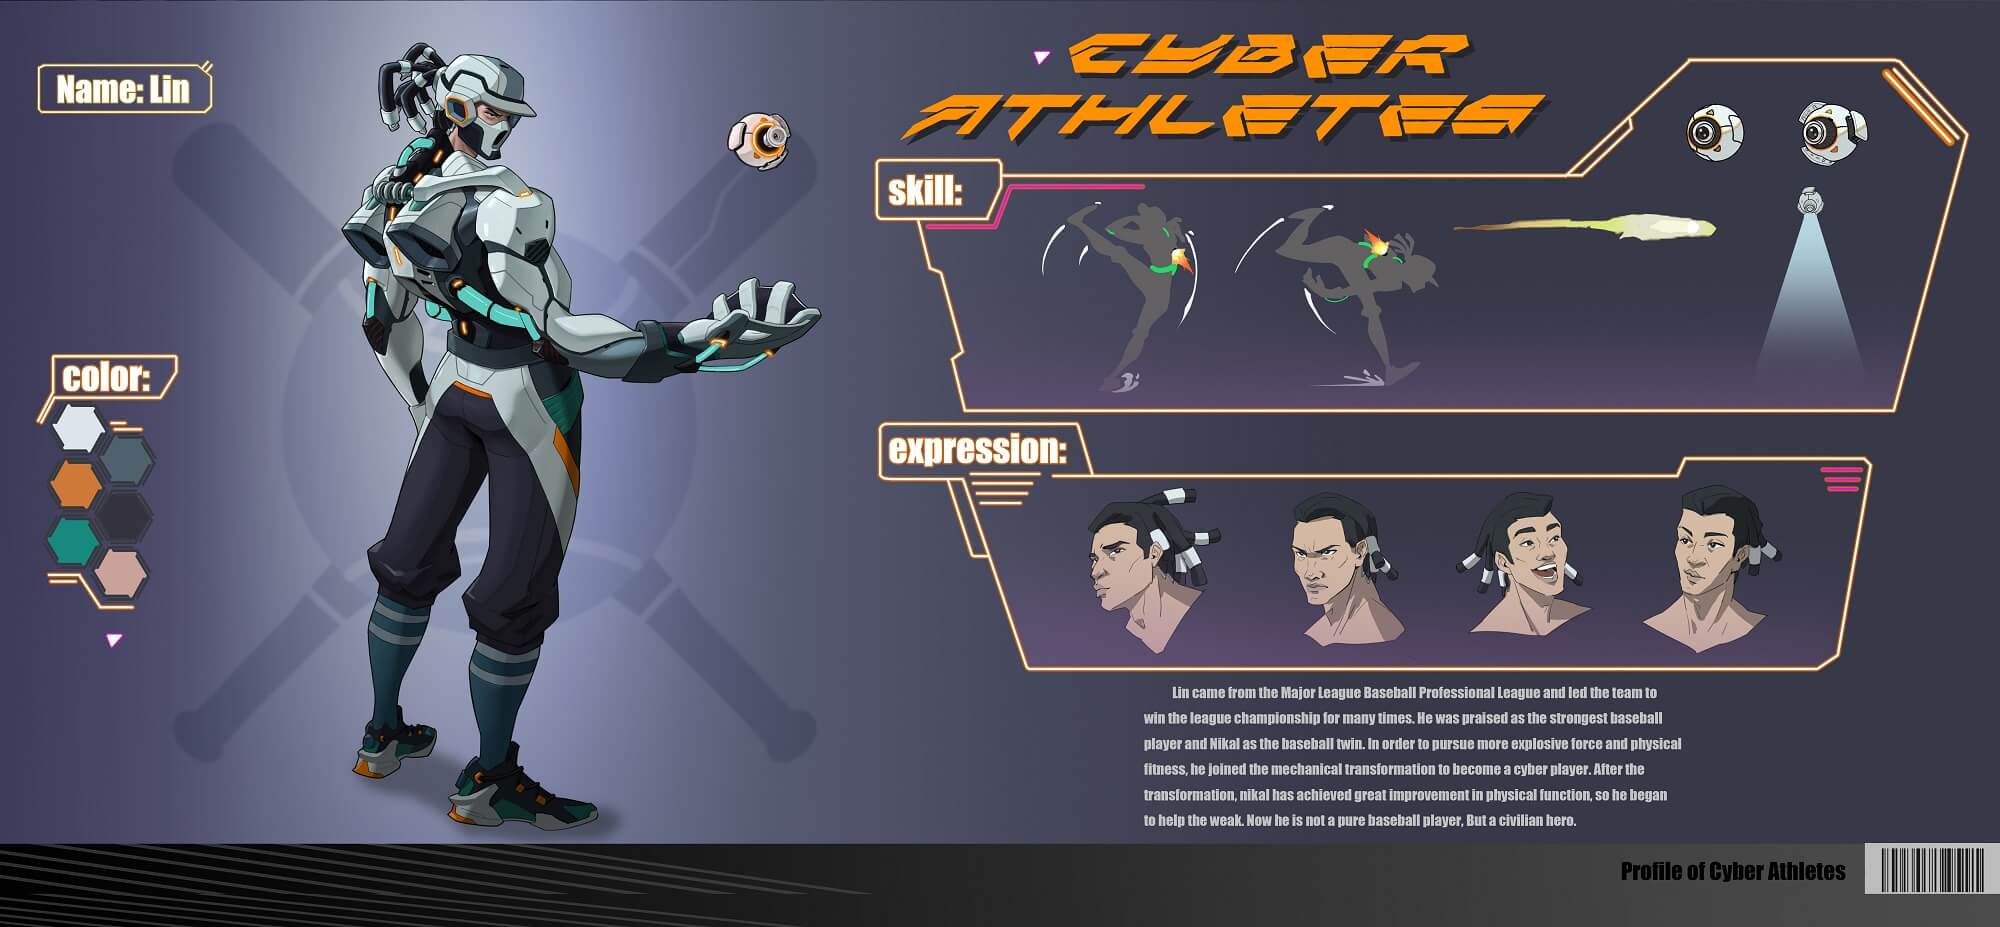 Name: Lin
CYBER
ATHLETES
skill:
color:
expression:
Lin came from the Major League Baseball Professional League and led the team to
win the league championship for many times. He was praised as the strongest baseball
player and Nikal as the baseball twin. In order to pursue more explosive force and physical
fitness, he joined the mechanical transformation to become a cyber player. After the
transformation, nikal has achieved great improvement in physical function, so he began
to help the weak. Now he is not a pure baseball player, But a civilian hero.
Profile of Cyber Athletes